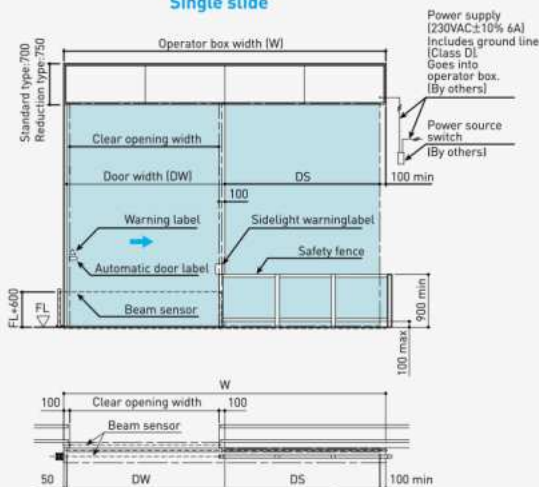 Single slide
Operator box width (W)
Power supply
(230VAC±10% 6A)
Includes ground line
(Class D).
Goes into
operator box.
(By others)
Power source
switch
(By others)
Standard type:700
Reduction type:750
Clear opening width
Door width (DW)
DS
100 min
100
Warning label
Sidelight warninglabel
Safety fence
Automatic door label
Beam sensor
FL+600
FL
900 min
100 max
W
100
Clear opening width
100
Beam sensor
50
DW
DS
100 min